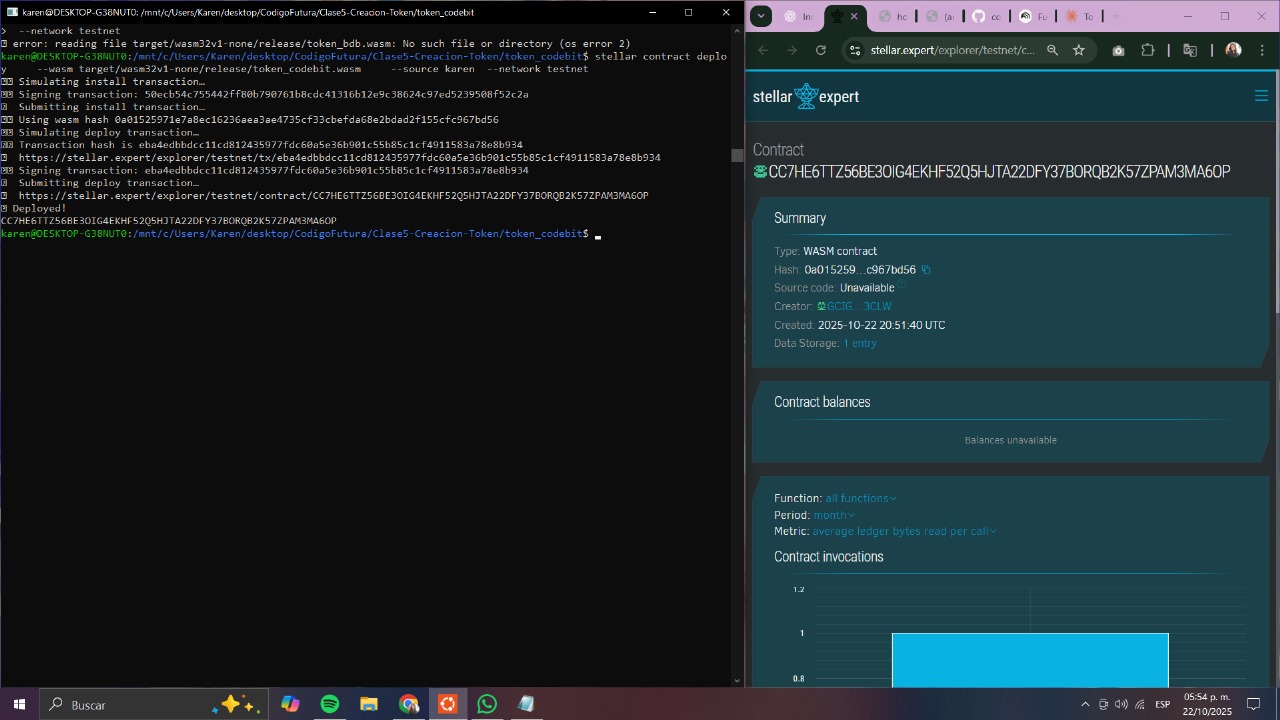 karen@DESKTOP-G38NUT0: /mnt/c/Users/Karen/desktop/CodigoFutura/Clase5-Creacion-Token/token_codebit
>  --network testnet
error: reading file target/wasm32v1-none/release/token_bdb.wasm: No such file or directory (os error 2)
karen@DESKTOP-G38NUT0:/mnt/c/Users/Karen/desktop/CodigoFutura/Clase5-Creacion-Token/token_codebit$ stellar contract deplo
y    --wasm target/wasm32v1-none/release/token_codebit.wasm    --source karen  --network testnet
Simulating install transaction…
Signing transaction: 50ecb54c755442ff80b790761b8cdc41316b12e9c38624c97ed5239508f52c2a
Submitting install transaction…
Using wasm hash 0a01525971e7a8ec16236aea3ae4735cf33cbefda68e2bdad2f155cfc967bd56
Simulating deploy transaction…
Transaction hash is eba4edbbdcc11cd812435977fdc60a5e36b901c55b85c1cf4911583a78e8b934
https://stellar.expert/explorer/testnet/tx/eba4edbbdcc11cd812435977fdc60a5e36b901c55b85c1cf4911583a78e8b934
Signing transaction: eba4edbbdcc11cd812435977fdc60a5e36b901c55b85c1cf4911583a78e8b934
Submitting deploy transaction…
https://stellar.expert/explorer/testnet/contract/CC7HE6TTZ56BE3OIG4EKHF52Q5HJTA22DFY37BORQB2K57ZPAM3MA6OP
Deployed!
CC7HE6TTZ56BE3OIG4EKHF52Q5HJTA22DFY37BORQB2K57ZPAM3MA6OP
karen@DESKTOP-G38NUT0:/mnt/c/Users/Karen/desktop/CodigoFutura/Clase5-Creacion-Token/token_codebit$
In
(a
co
Fu
To
stellar.expert/explorer/testnet/c...
stellar expert
Contract
CC7HE6TTZ56BE3OIG4EKHF52Q5HJTA22DFY37BORQB2K57ZPAM3MA6OP
Summary
Type: WASM contract
Hash: 0a015259…c967bd56
Source code: Unavailable
Creator: GCIG…3CLW
Created: 2025-10-22 20:51:40 UTC
Data Storage: 1 entry
Contract balances
Balances unavailable
Function: all functions
Period: month
Metric: average ledger bytes read per call
Contract invocations
1.2
1
0.8
Buscar
ESP
05:54 p. m.
22/10/2025